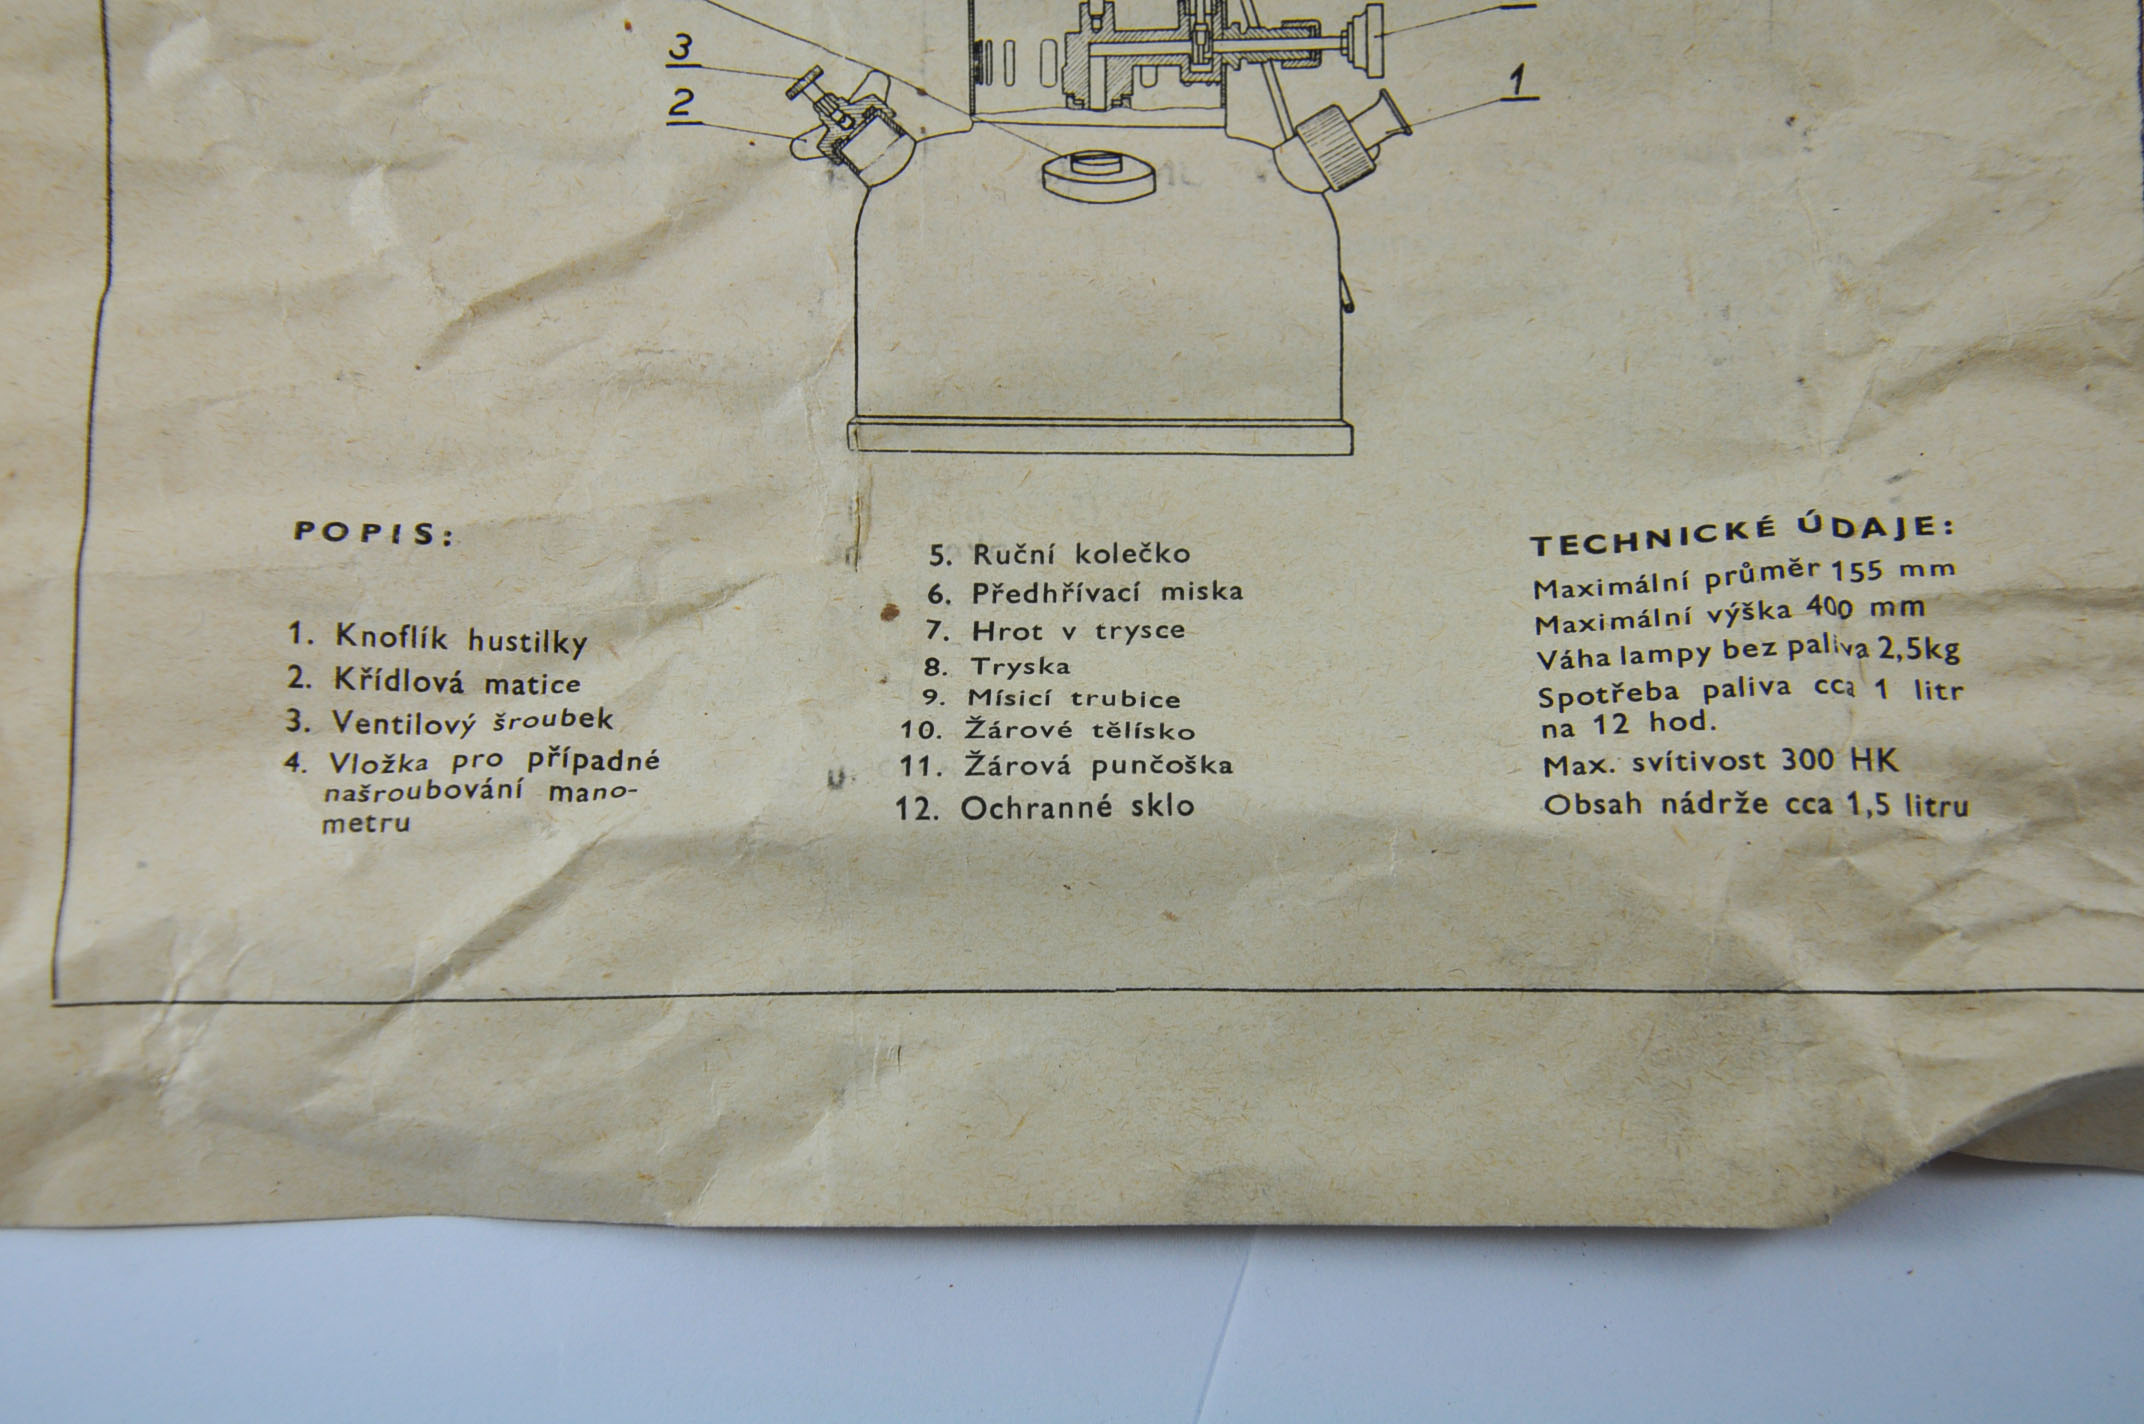 3
2
1
POPIS:
1. Knoflík hustilky
2. Křídlová matice
3. Ventilový šroubek
4. Vložka pro případné
našroubování mano-
metru
5. Ruční kolečko
6. Předhřívací miska
7. Hrot v trysce
8. Tryska
9. Mísicí trubice
10. Žárové tělísko
11. Žárová punčoška
12. Ochranné sklo
TECHNICKÉ ÚDAJE:
Maximální průměr 155 mm
Maximální výška 400 mm
Váha lampy bez paliva 2,5kg
Spotřeba paliva cca 1 litr
na 12 hod.
Max. svítivost 300 HK
Obsah nádrže cca 1,5 litru